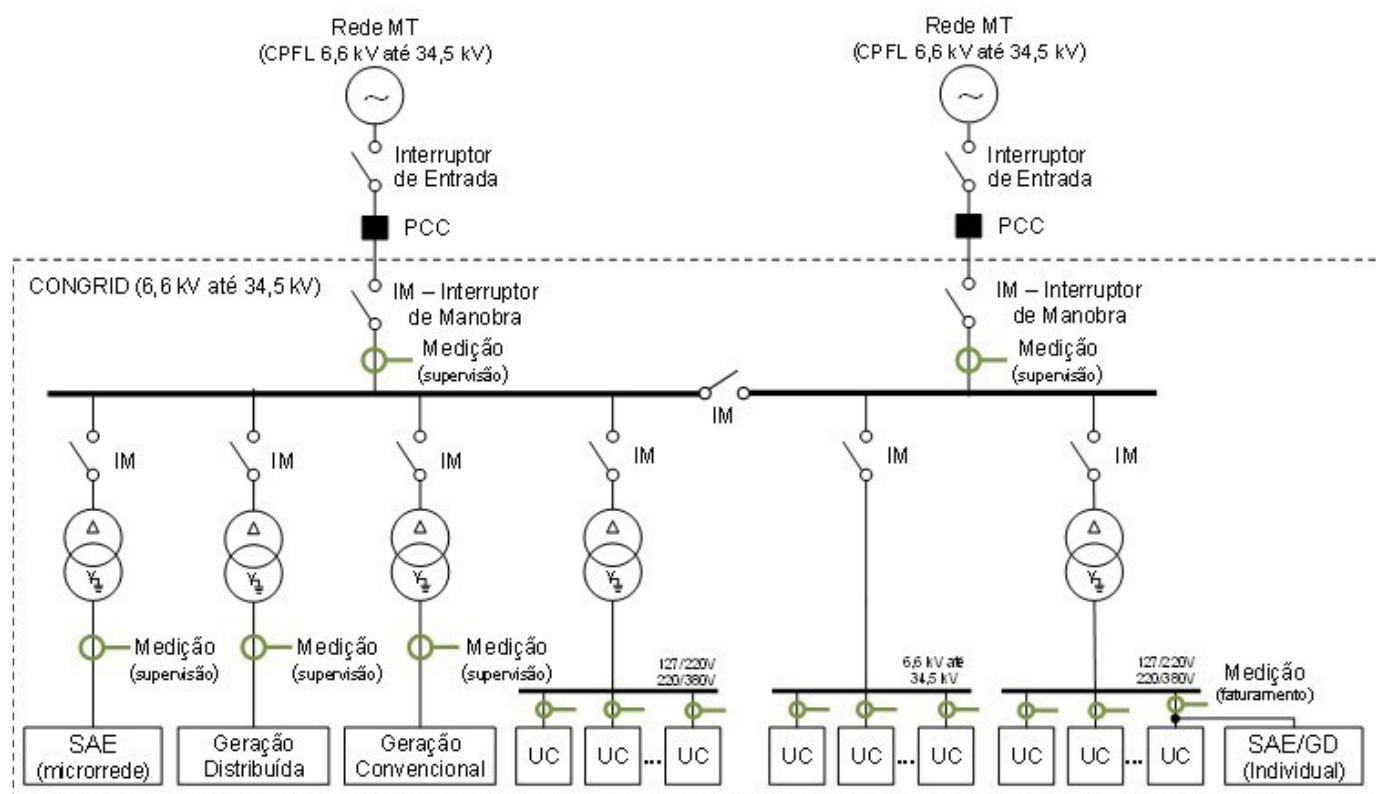 Rede MT
(CPFL 6,6 kV até 34,5 kV)
Rede MT
(CPFL 6,6 kV até 34,5 kV)
Interruptor
de Entrada
Interruptor
de Entrada
PCC
PCC
CONGRID (6,6 kV até 34,5 kV)
IM – Interruptor
de Manobra
IM – Interruptor
de Manobra
Medição
(supervisão)
Medição
(supervisão)
IM
IM
IM
IM
IM
IM
IM
Δ
Y
Δ
Y
Δ
Y
Δ
Y
Δ
Y
Medição
(supervisão)
Medição
(supervisão)
Medição
(supervisão)
127/220V
220/380V
6,6 kV até
34,5 kV
127/220V
220/380V
Medição
(faturamento)
SAE
(microrrede)
Geração
Distribuída
Geração
Convencional
UC UC ... UC
UC UC ... UC
UC UC ... UC
SAE/GD
(Individual)